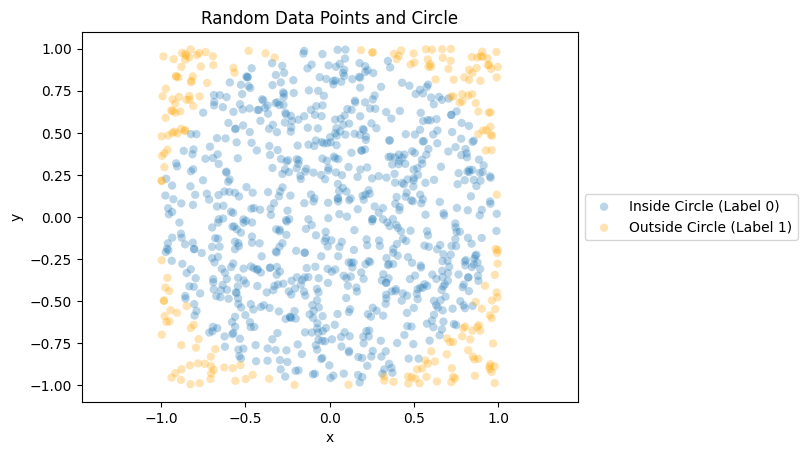 Random Data Points and Circle
1.00
0.75
0.50
0.25
0.00
−0.25
−0.50
−0.75
−1.00
y
−1.0 −0.5 0.0 0.5 1.0
x
Inside Circle (Label 0)
Outside Circle (Label 1)